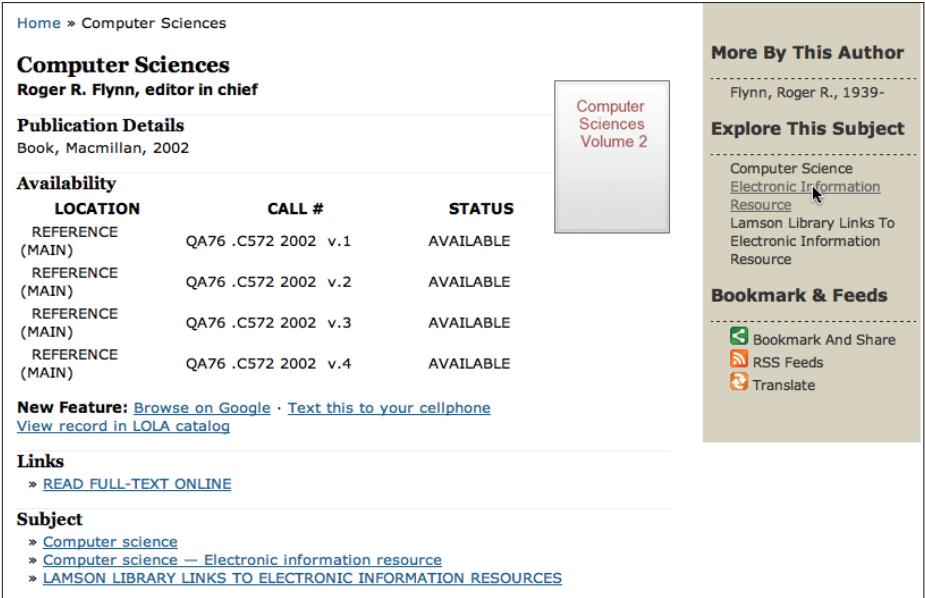 Home » Computer Sciences
Computer Sciences
Roger R. Flynn, editor in chief
Publication Details
Book, Macmillan, 2002
Computer
Sciences
Volume 2
Availability
LOCATION CALL # STATUS
REFERENCE
(MAIN) QA76 .C572 2002 v.1 AVAILABLE
REFERENCE
(MAIN) QA76 .C572 2002 v.2 AVAILABLE
REFERENCE
(MAIN) QA76 .C572 2002 v.3 AVAILABLE
REFERENCE
(MAIN) QA76 .C572 2002 v.4 AVAILABLE
New Feature: Browse on Google · Text this to your cellphone
View record in LOLA catalog
Links
» READ FULL-TEXT ONLINE
Subject
» Computer science
» Computer science — Electronic information resource
» LAMSON LIBRARY LINKS TO ELECTRONIC INFORMATION RESOURCES
More By This Author
Flynn, Roger R., 1939-
Explore This Subject
Computer Science
Electronic Information
Resource
Lamson Library Links To
Electronic Information
Resource
Bookmark & Feeds
Bookmark And Share
RSS Feeds
Translate